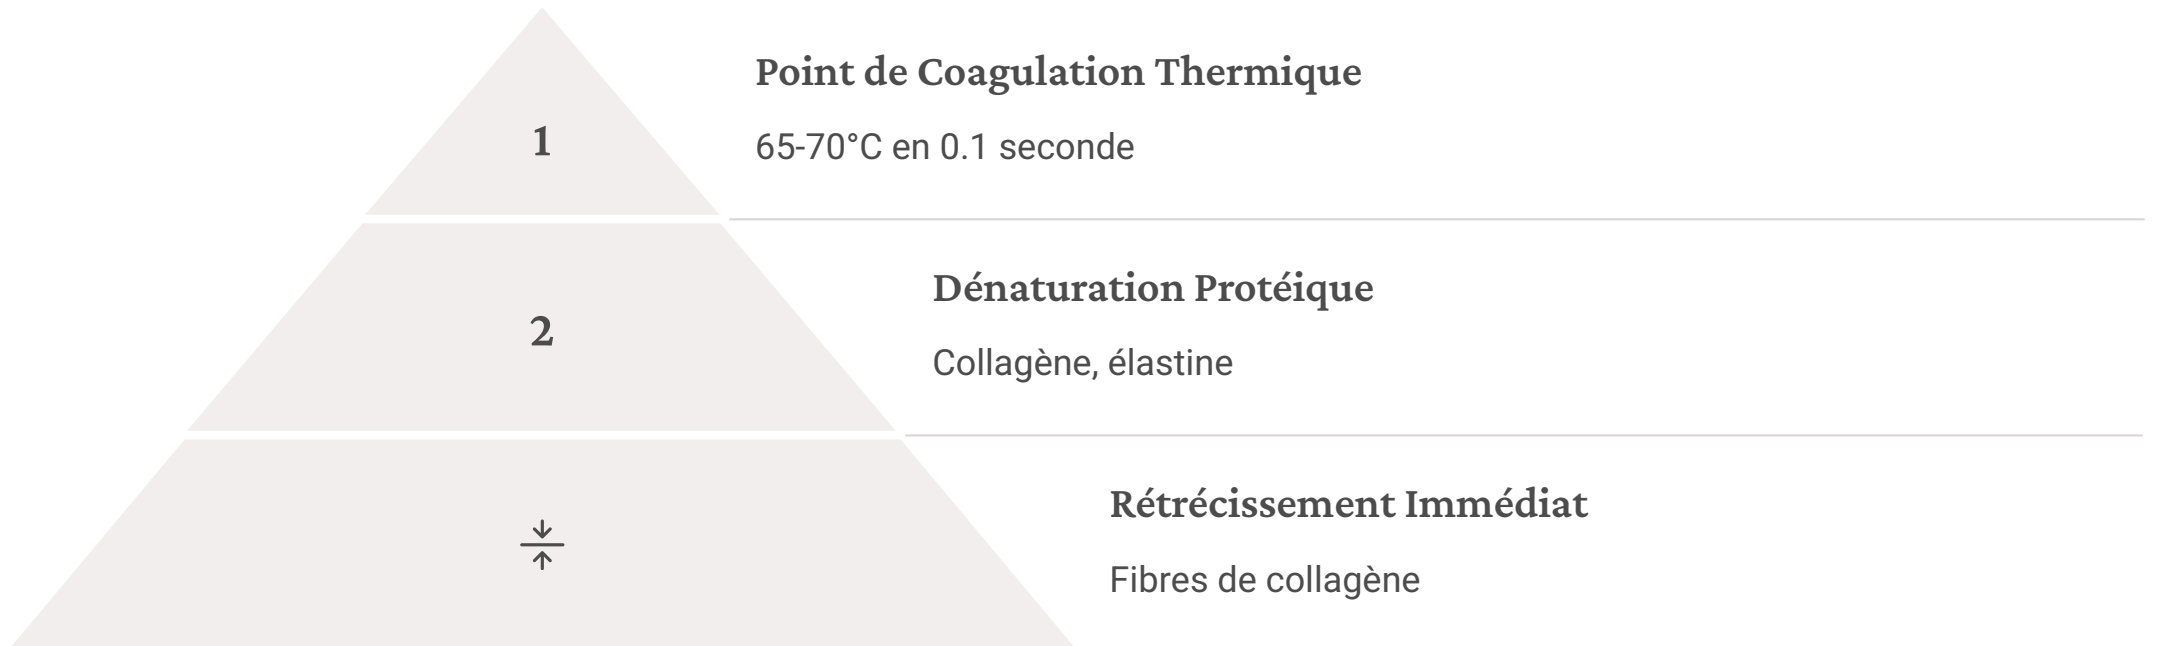 Point de Coagulation Thermique
1
65-70°C en 0.1 seconde
Dénaturation Protéique
2
Collagène, élastine
Rétrécissement Immédiat
Fibres de collagène